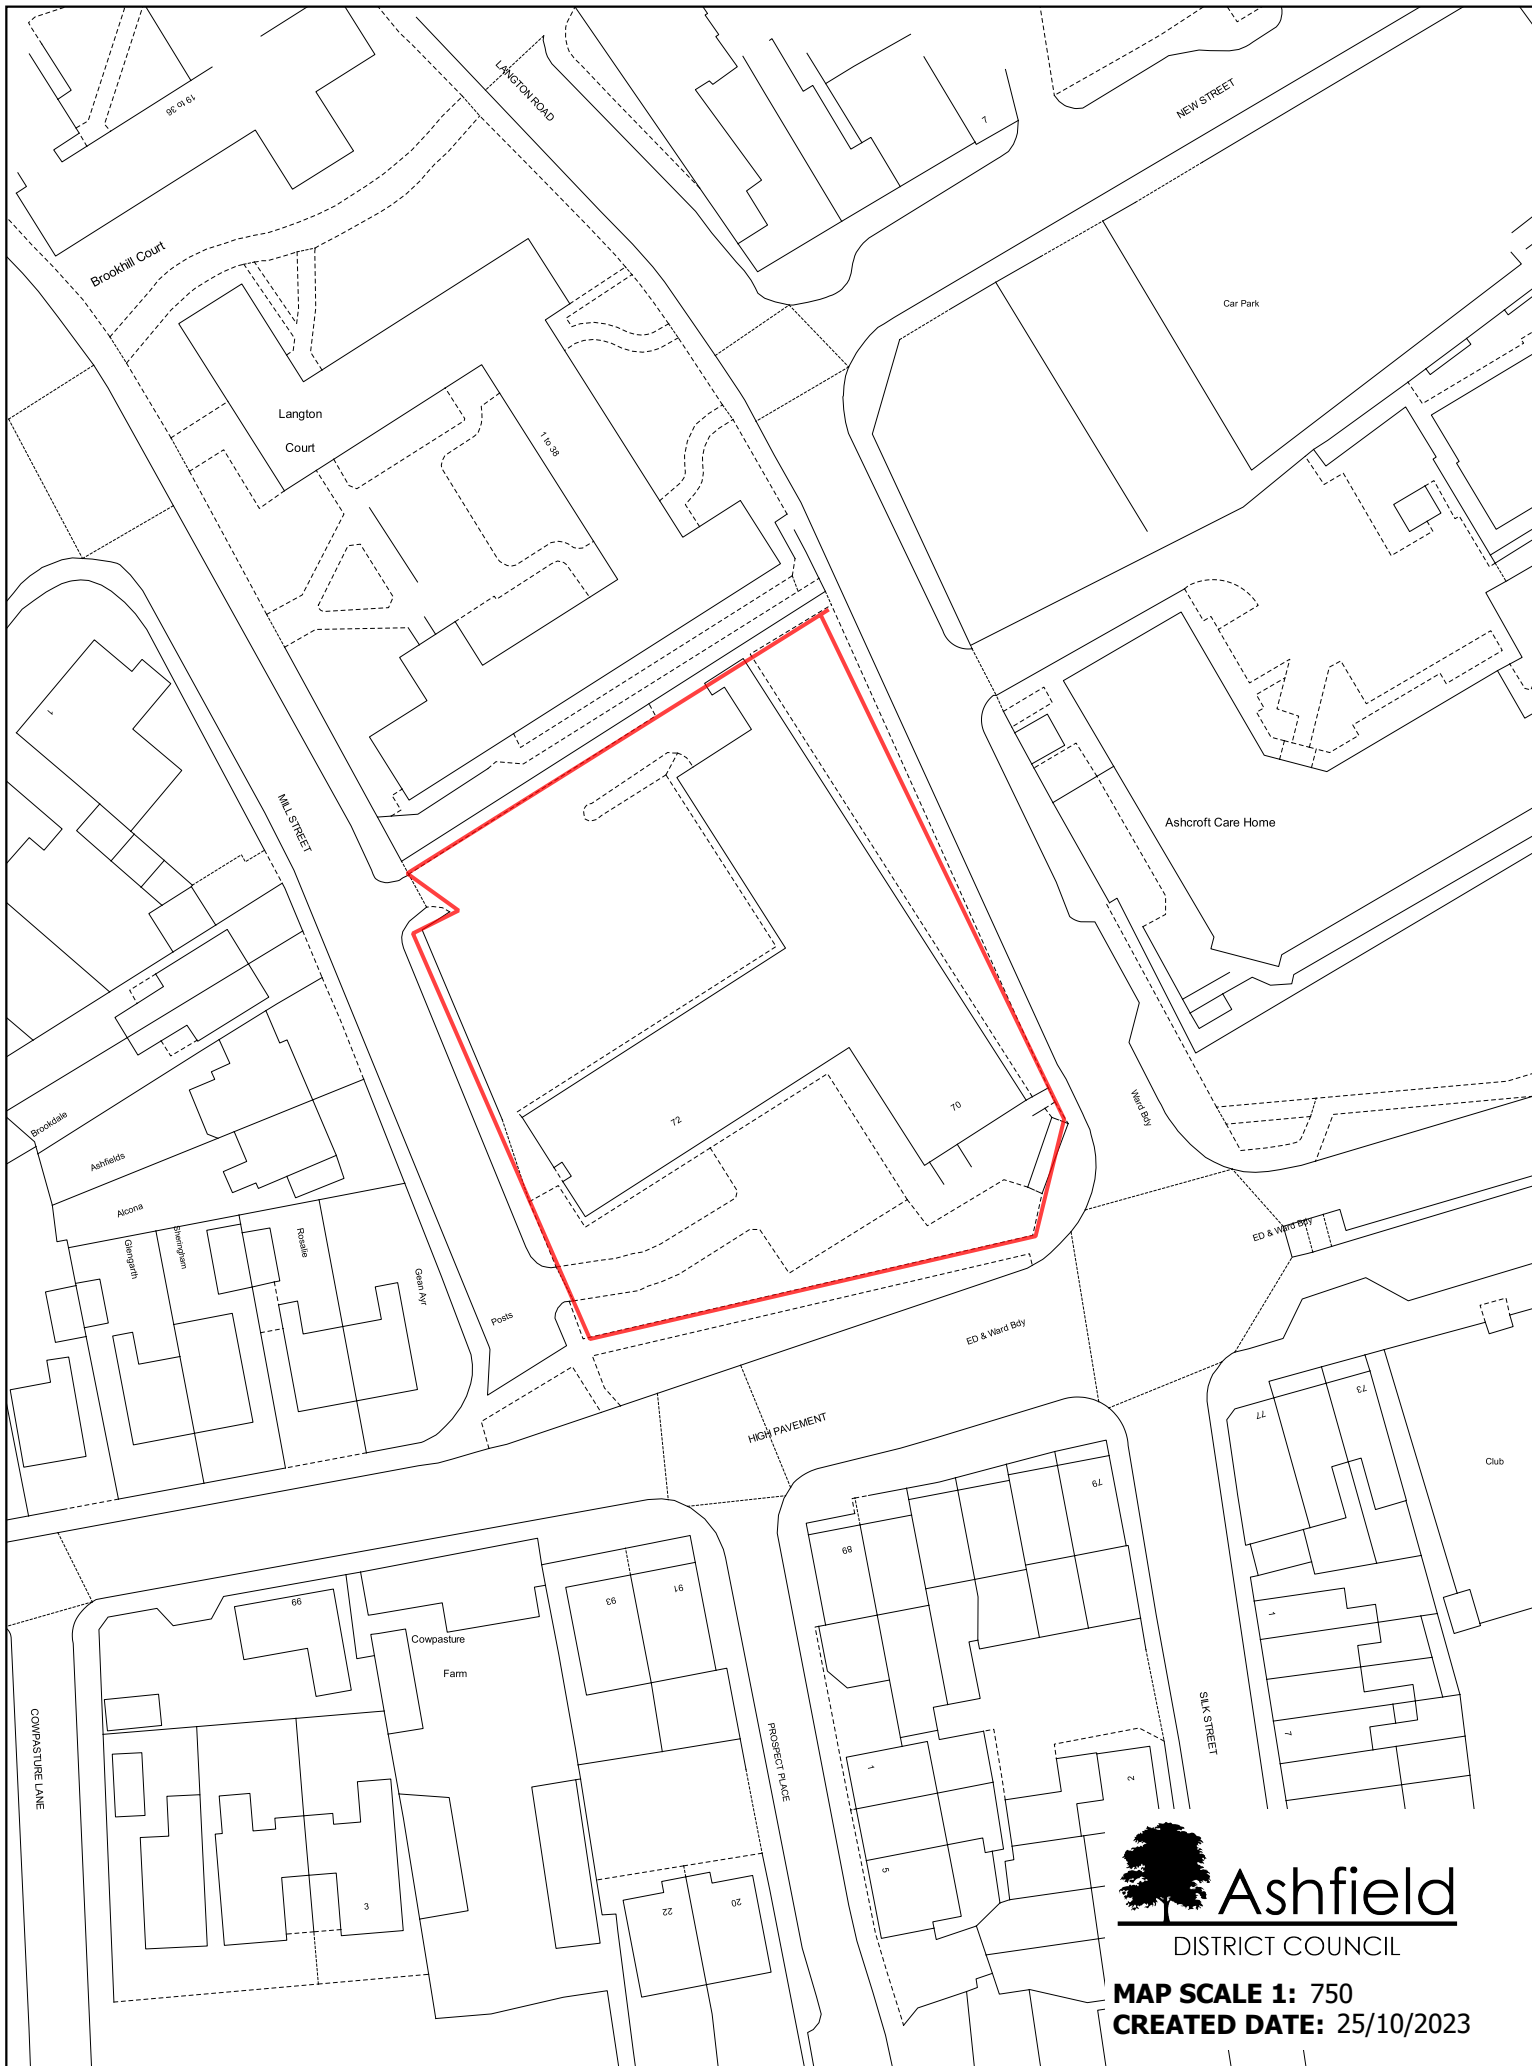 LANGTON ROAD
NEW STREET
19 to 36
7
Brookhill Court
Car Park
Langton
Court
1 to 38
1
MILL STREET
Ashcroft Care Home
72
70
Ward Bdy
Brookdale
Ashfields
Alcona
Glengarth
Sheringham
Rosalie
Gean Ayr
Posts
ED & Ward Bdy
ED & Ward Bdy
HIGH PAVEMENT
73
77
Club
79
89
99
93
91
Cowpasture
Farm
1
7
COWPASTURE LANE
PROSPECT PLACE
SILK STREET
1
2
5
3
22
20
Ashfield
DISTRICT COUNCIL
MAP SCALE 1: 750
CREATED DATE: 25/10/2023